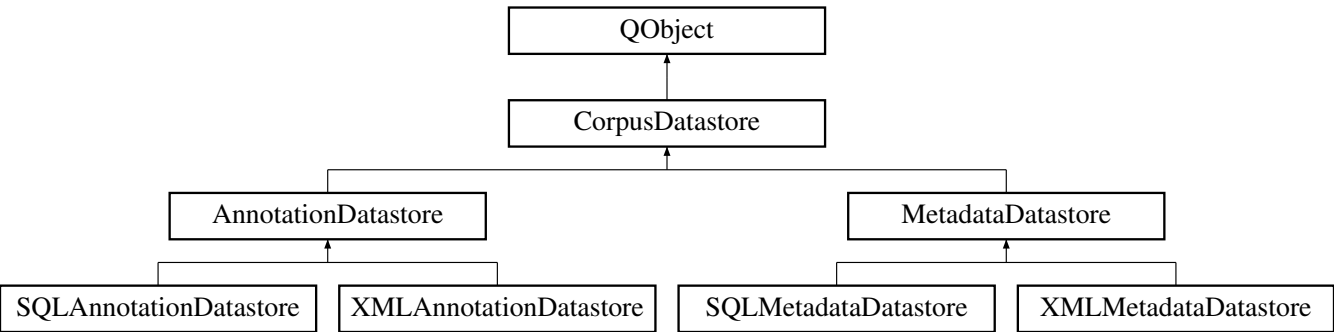 QObject
CorpusDatastore
AnnotationDatastore
MetadataDatastore
SQLAnnotationDatastore
XMLAnnotationDatastore
SQLMetadataDatastore
XMLMetadataDatastore